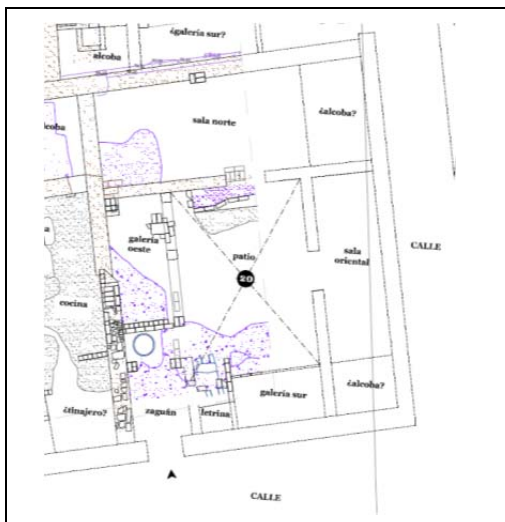 ¿galería sur?
alcoba
sala norte
¿alcoba?
galería
oeste
patio
20
sala
oriental
CALLE
cocina
¿tinajero?
zaguán
letrina
galería sur
¿alcoba?
CALLE